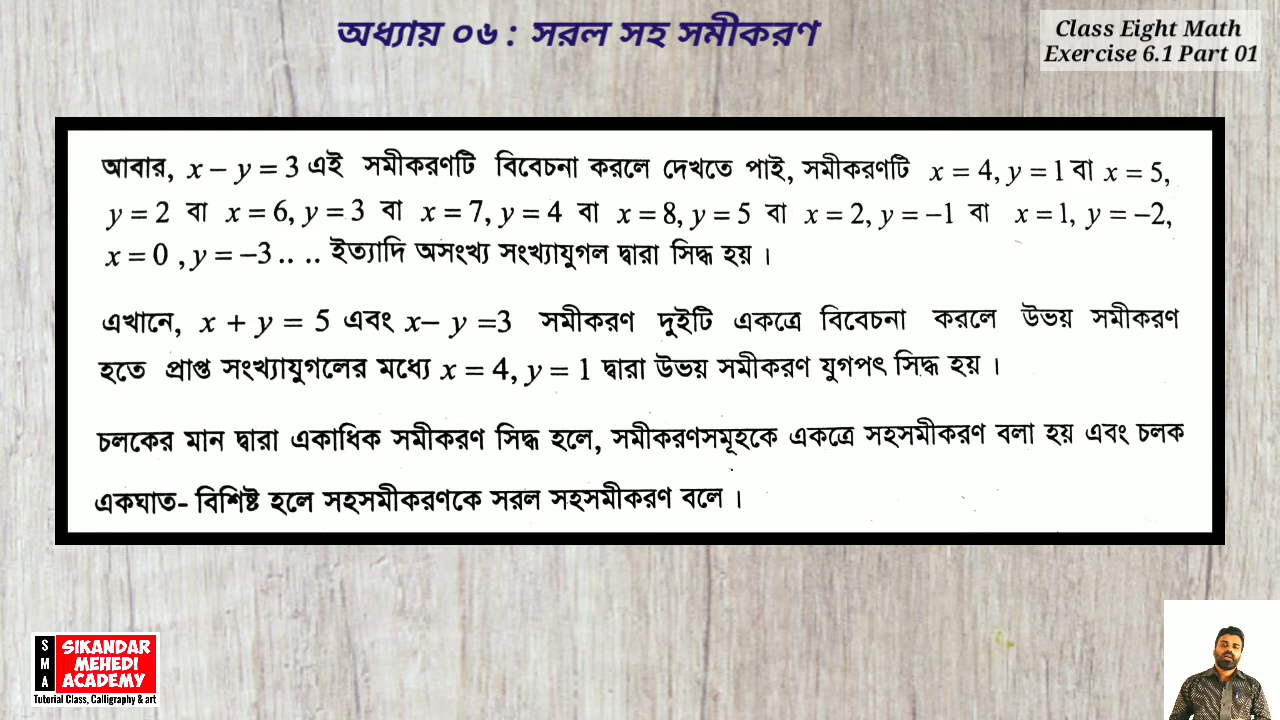 অধ্যায় ০৬ : সরল সহ সমীকরণ
Class Eight Math
Exercise 6.1 Part 01
আবার, x – y = 3 এই সমীকরণটি বিবেচনা করলে দেখতে পাই, সমীকরণটি x = 4, y = 1 বা x = 5,
y = 2 বা x = 6, y = 3 বা x = 7, y = 4 বা x = 8, y = 5 বা x = 2, y = –1 বা x = 1, y = –2,
x = 0 , y = –3 .. .. ইত্যাদি অসংখ্য সংখ্যাযুগল দ্বারা সিদ্ধ হয় ।
এখানে, x + y = 5 এবং x– y =3 সমীকরণ দুইটি একত্রে বিবেচনা করলে উভয় সমীকরণ
হতে প্রাপ্ত সংখ্যাযুগলের মধ্যে x = 4, y = 1 দ্বারা উভয় সমীকরণ যুগপৎ সিদ্ধ হয় ।
চলকের মান দ্বারা একাধিক সমীকরণ সিদ্ধ হলে, সমীকরণসমূহকে একত্রে সহসমীকরণ বলা হয় এবং চলক
একঘাত- বিশিষ্ট হলে সহসমীকরণকে সরল সহসমীকরণ বলে ।
SMA
SIKANDAR
MEHEDI
ACADEMY
Tutorial Class, Calligraphy & art